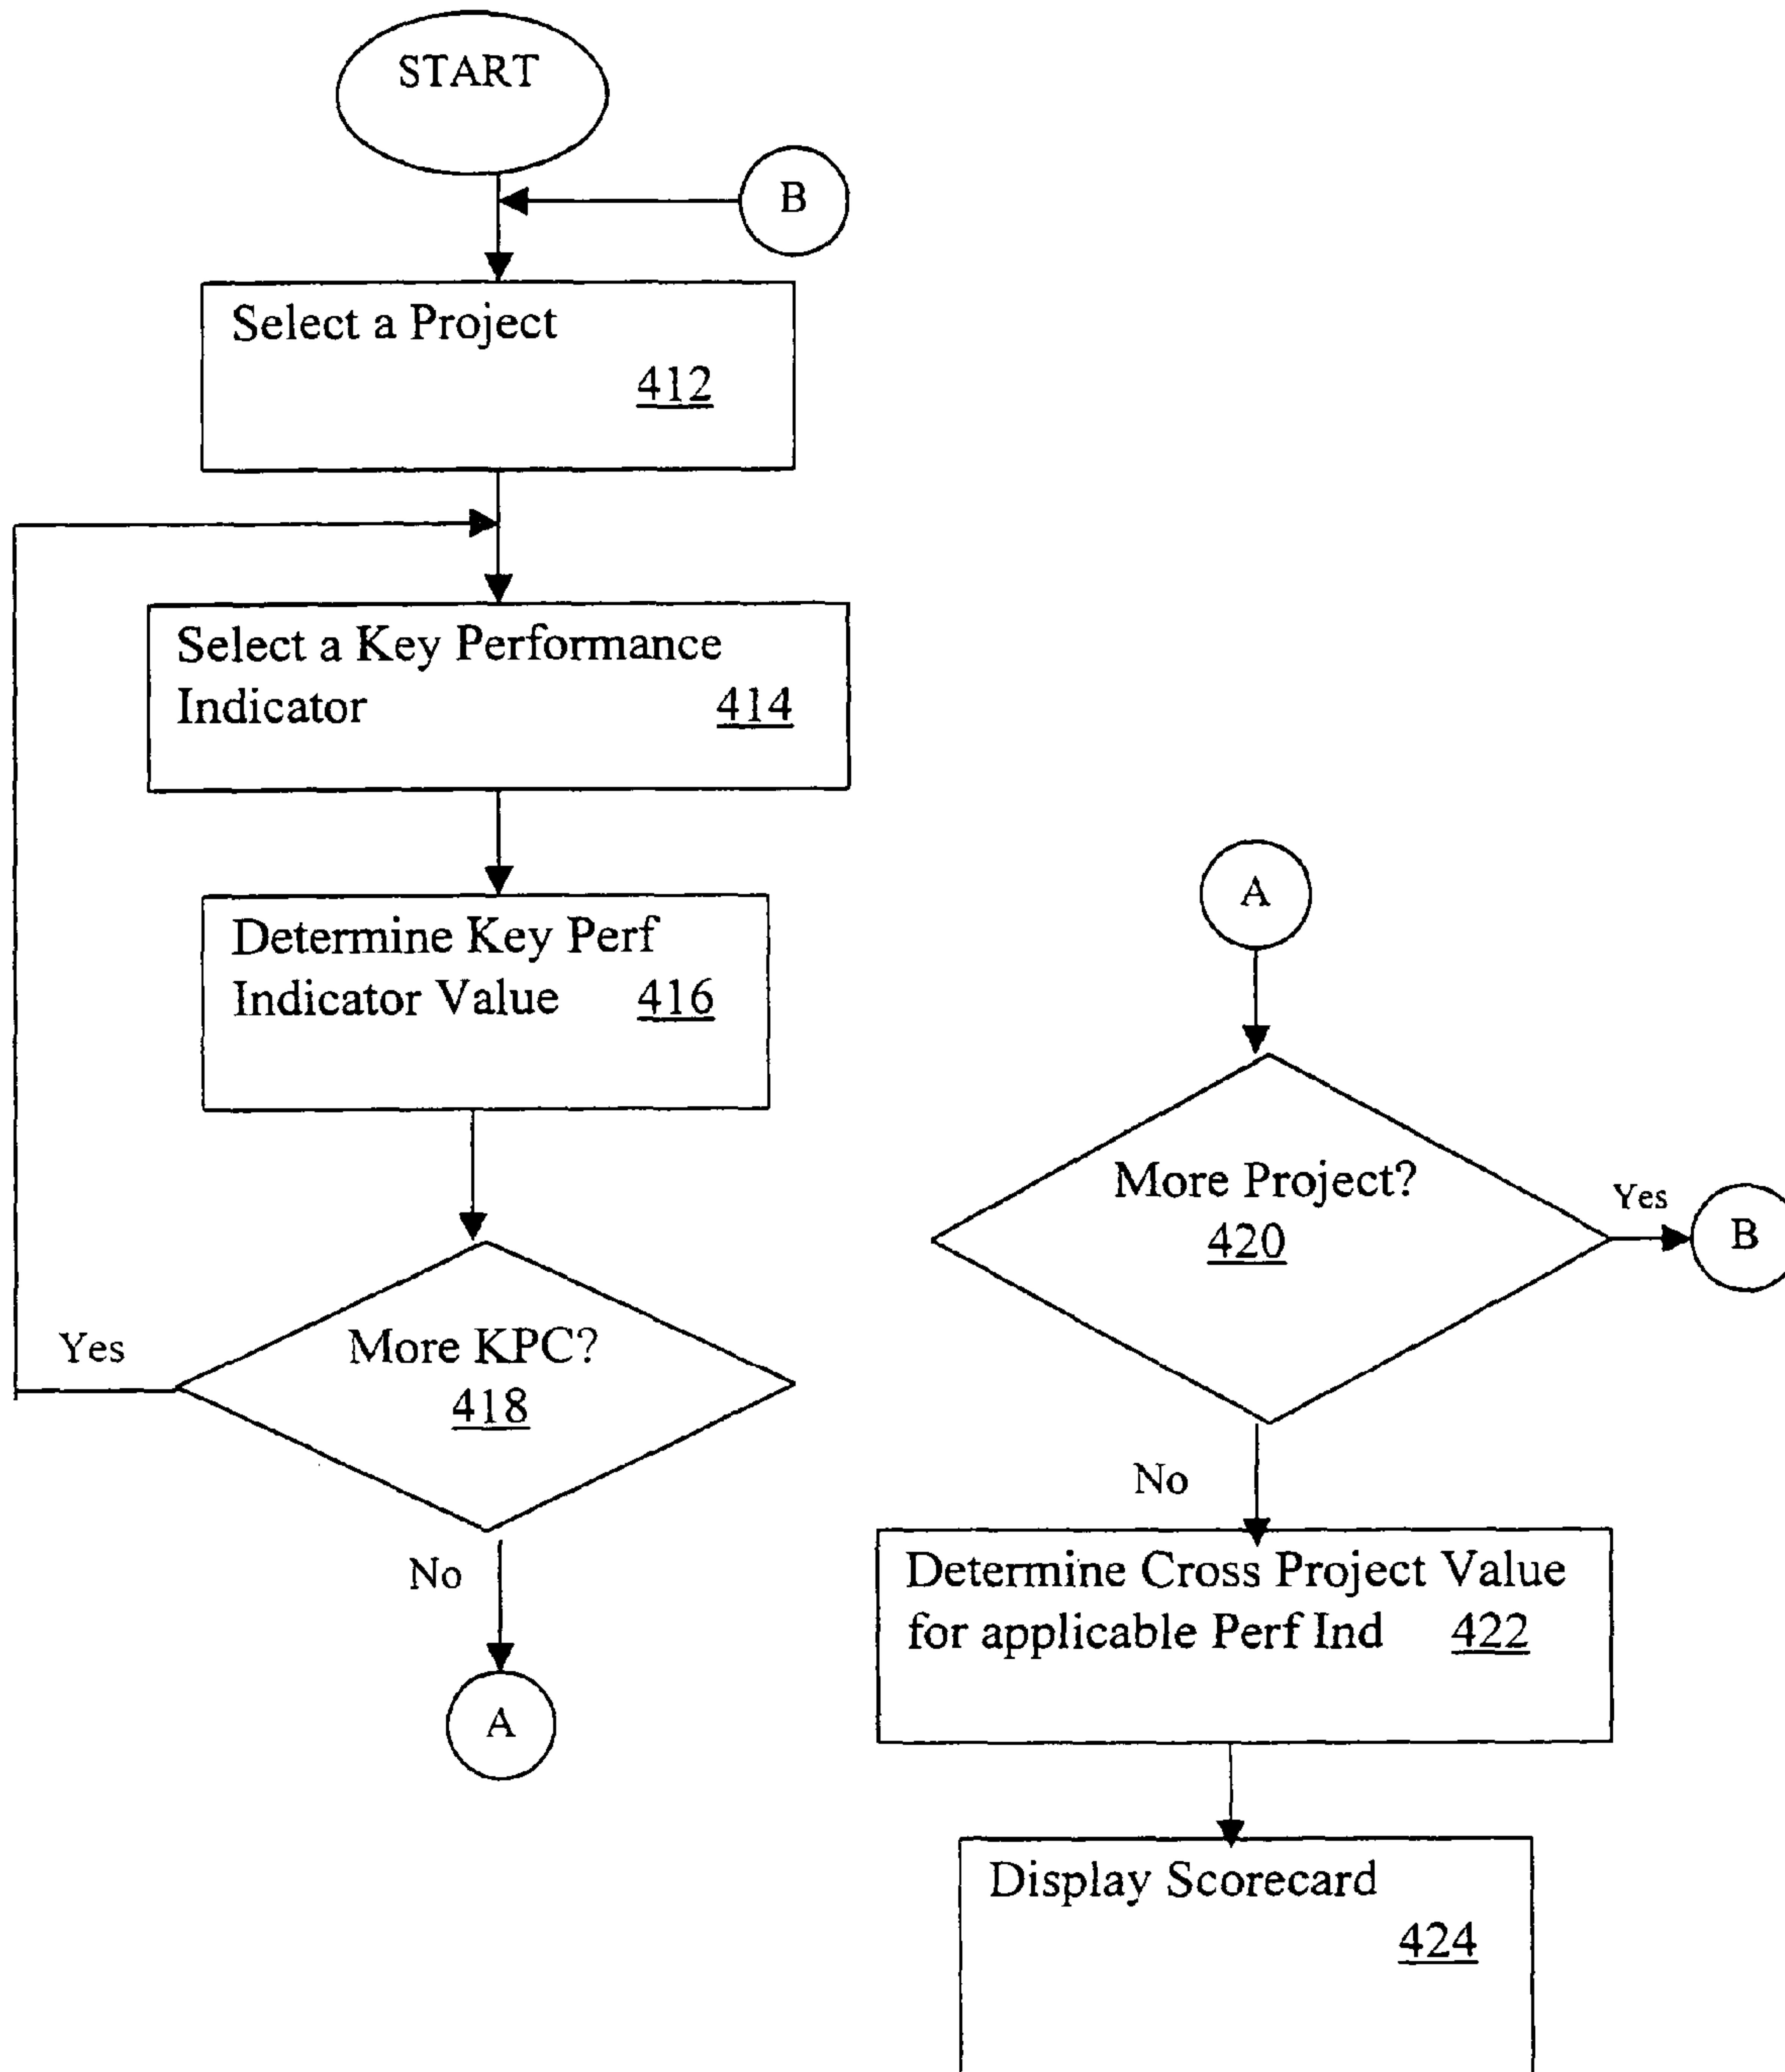 START
B
Select a Project
412
Select a Key Performance
Indicator 414
Determine Key Perf
Indicator Value 416
More KPC?
418
Yes
No
A
A
More Project?
420
Yes
B
No
Determine Cross Project Value
for applicable Perf Ind 422
Display Scorecard
424